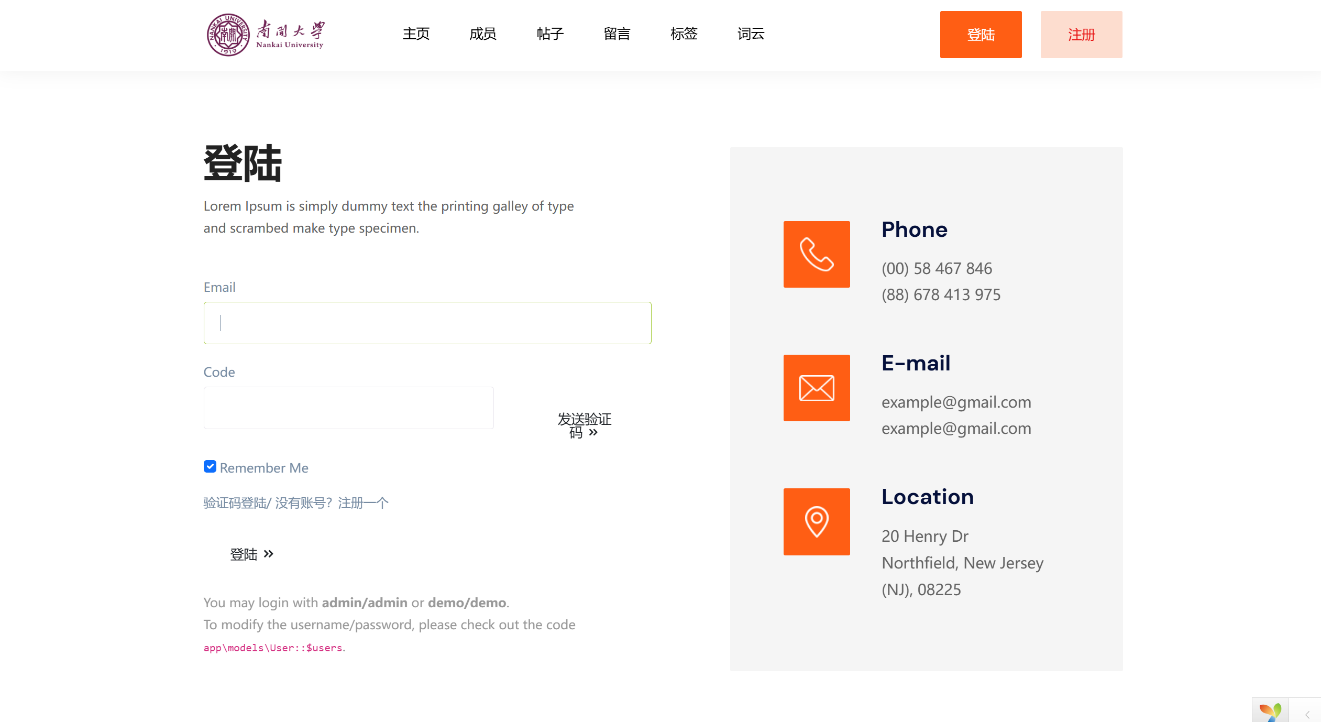 南開大學
Nankai University
NANKAI UNIVERSITY
1919
主页 成员 帖子 留言 标签 词云 登陆 注册
登陆
Lorem Ipsum is simply dummy text the printing galley of type
and scrambed make type specimen.
Email
Code
发送验证
码 »
Remember Me
验证码登陆/ 没有账号? 注册一个
登陆 »
You may login with admin/admin or demo/demo.
To modify the username/password, please check out the code
app\models\User::$users.
Phone
(00) 58 467 846
(88) 678 413 975
E-mail
example@gmail.com
example@gmail.com
Location
20 Henry Dr
Northfield, New Jersey
(NJ), 08225